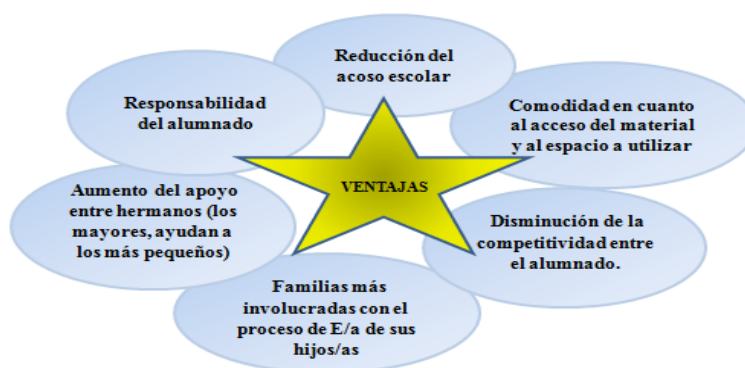 Reducción del
acoso escolar
Responsabilidad
del alumnado
Comodidad en cuanto
al acceso del material
y al espacio a utilizar
VENTAJAS
Aumento del apoyo
entre hermanos (los
mayores, ayudan a
los más pequeños)
Disminución de la
competitividad entre
el alumnado.
Familias más
involucradas con el
proceso de E/a de sus
hijos/as